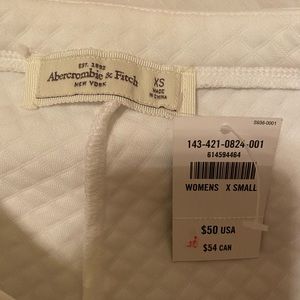 EST. 1892
Abercrombie & Fitch
NEW YORK
XS
MADE
IN CHINA
143-421-0824-001
614594464
WOMENS X SMALL
$50 USA
$54 CAN